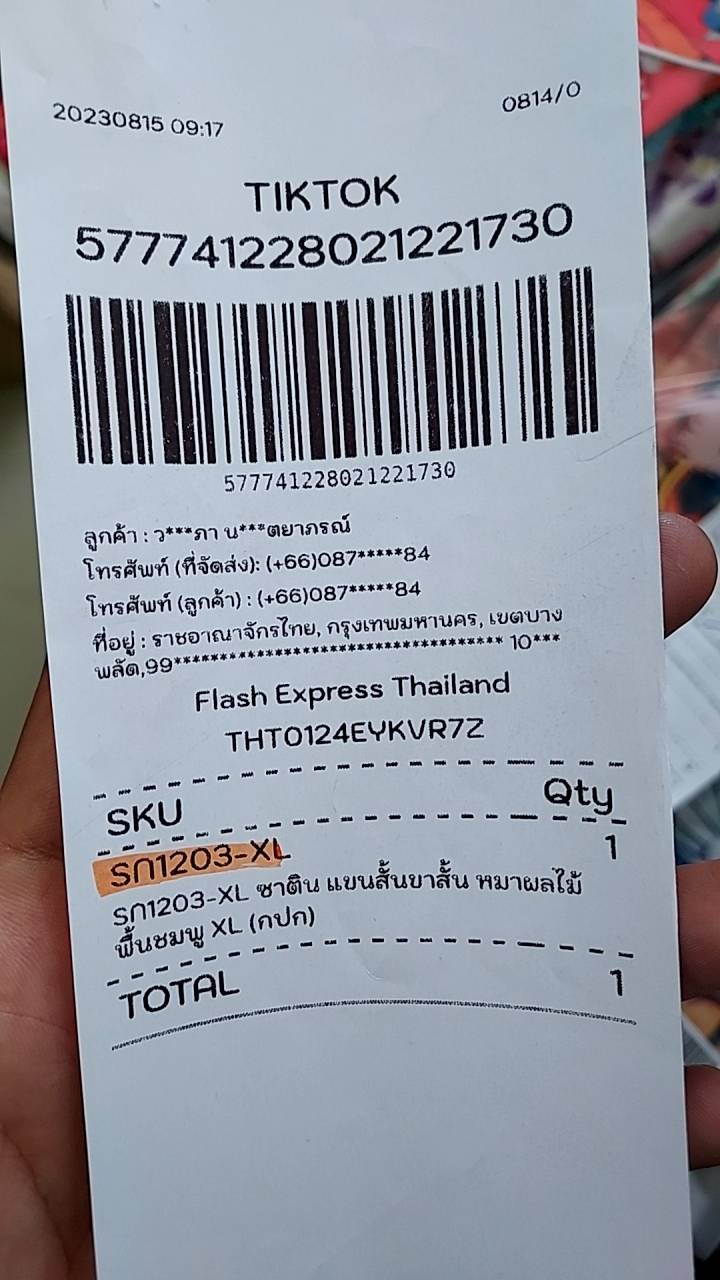 20230815 09:17
0814/0
TIKTOK
577741228021221730
577741228021221730
ลูกค้า : ว***ภา น***ตยาภรณ์
โทรศัพท์ (ที่จัดส่ง): (+66)087*****84
โทรศัพท์ (ลูกค้า) : (+66)087*****84
ที่อยู่ : ราชอาณาจักรไทย, กรุงเทพมหานคร, เขตบาง
พลัด,99********************************** 10***
Flash Express Thailand
THT0124EYKVR7Z
SKU Qty
รก1203-XL 1
รก1203-XL ซาติน แขนสั้นขาสั้น หมาผลไม้
พื้นชมพู XL (กปก)
TOTAL 1